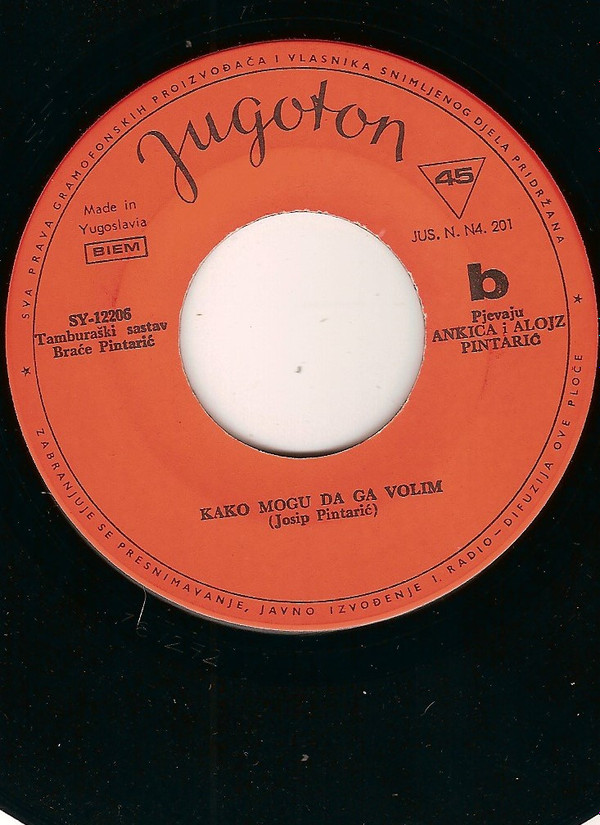 SVA PRAVA GRAMOFONSKIH PROIZVOĐAČA I VLASNIKA SNIMLJENOG DJELA PRIDRŽANA
Jugoton
45
Made in
Yugoslavia
BIEM
JUS. N. N4. 201
b
SY-12206
Tamburaški sastav
Braće Pintarić
Pjevaju
ANKICA i ALOJZ
PINTARIĆ
KAKO MOGU DA GA VOLIM
(Josip Pintarić)
ZABRANJUJE SE PRESNIMAVANJE, JAVNO IZVOĐENJE I RADIO-DIFUZIJA OVE PLOČE